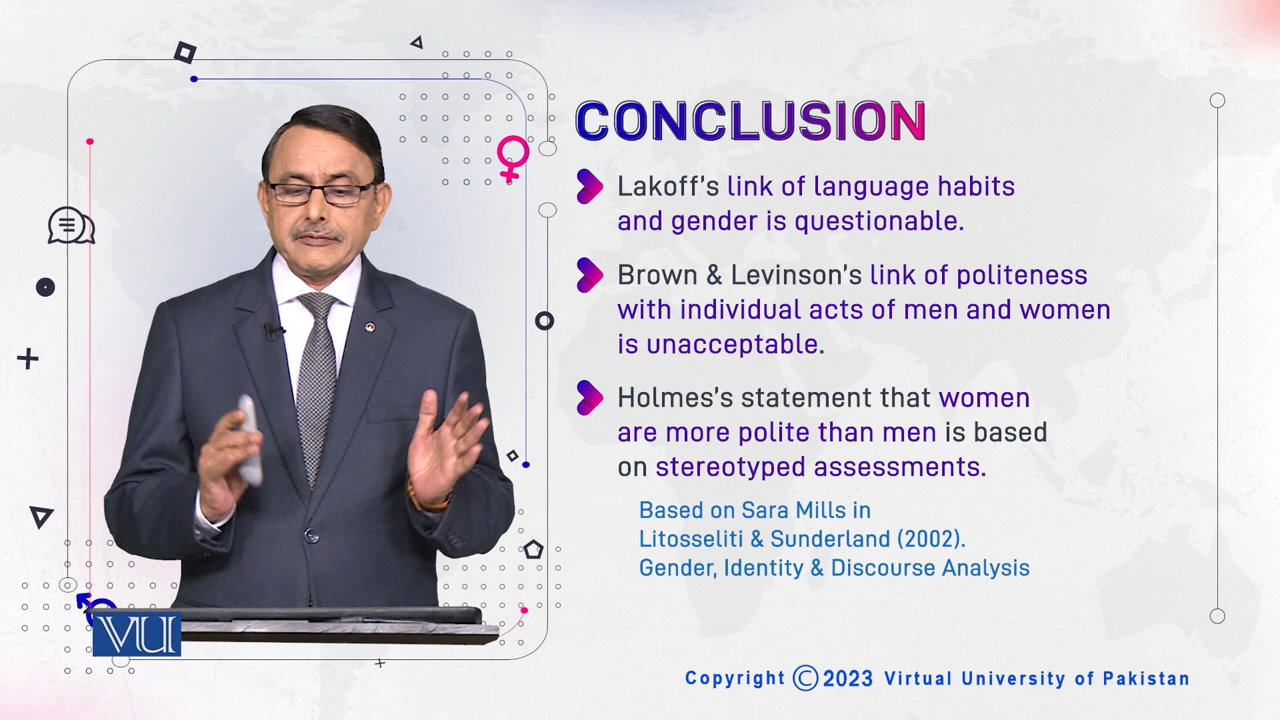 CONCLUSION
Lakoff's link of language habits
and gender is questionable.
Brown & Levinson's link of politeness
with individual acts of men and women
is unacceptable.
Holmes's statement that women
are more polite than men is based
on stereotyped assessments.
Based on Sara Mills in
Litosseliti & Sunderland (2002).
Gender, Identity & Discourse Analysis
VU
Copyright ©2023 Virtual University of Pakistan